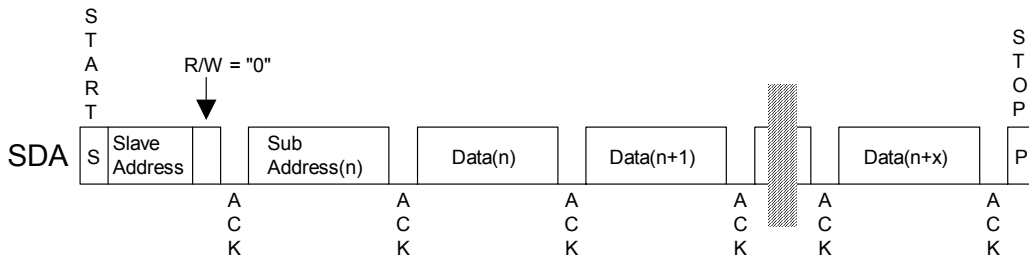 START
STOP
R/W = "0"
SDA
S
Slave
Address
Sub
Address(n)
Data(n)
Data(n+1)
Data(n+x)
P
ACK
ACK
ACK
ACK
ACK
ACK